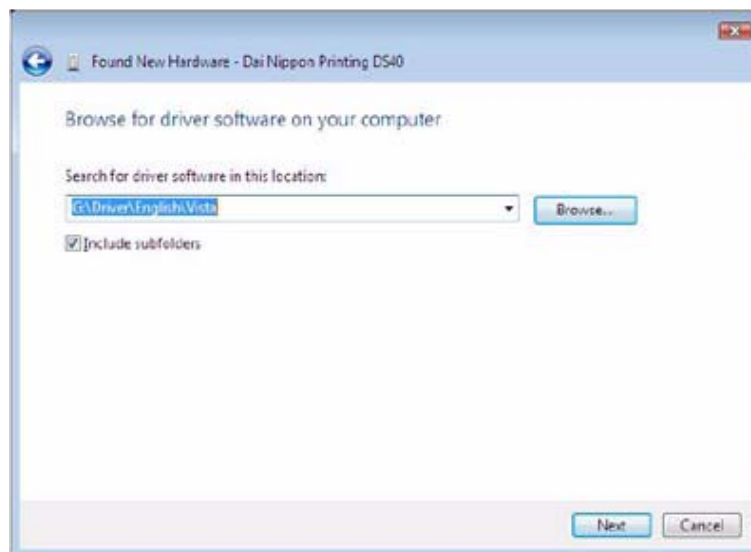 Found New Hardware - Dai Nippon Printing DS40
Browse for driver software on your computer
Search for driver software in this location:
G:\Driver\English\Vista
Browse...
Include subfolders
Next
Cancel